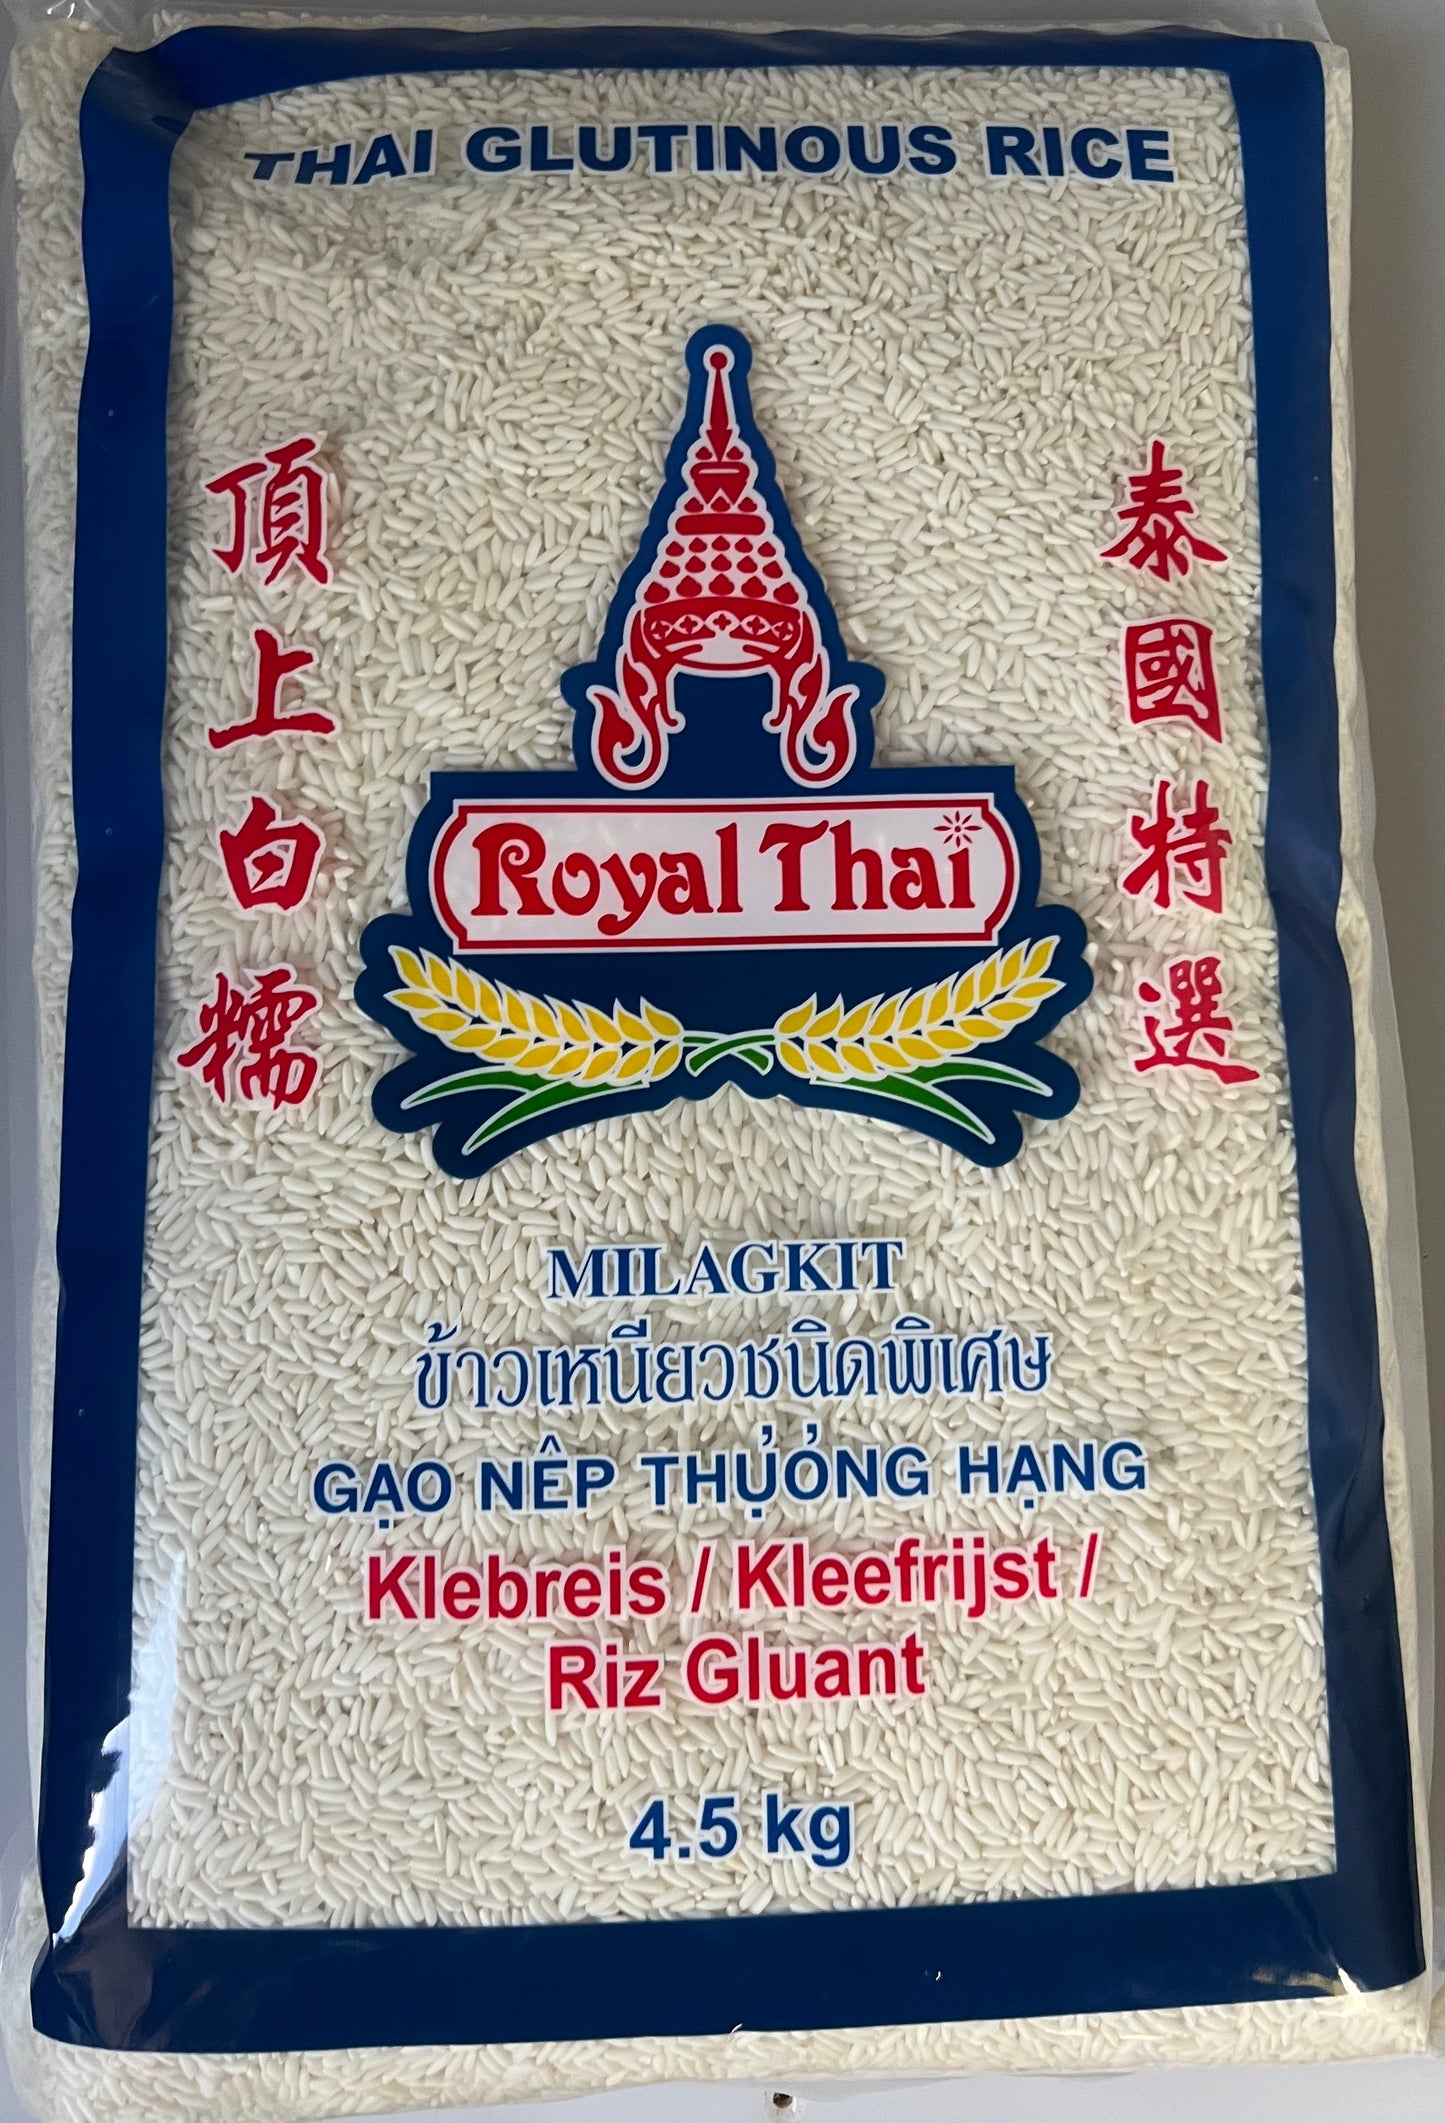 THAI GLUTINOUS RICE
泰國特選
頂上白糯
Royal Thai
MILAGKIT
ข้าวเหนียวชนิดพิเศษ
GẠO NÊP THỤỎNG HẠNG
Klebreis / Kleefrijst /
Riz Gluant
4.5 kg